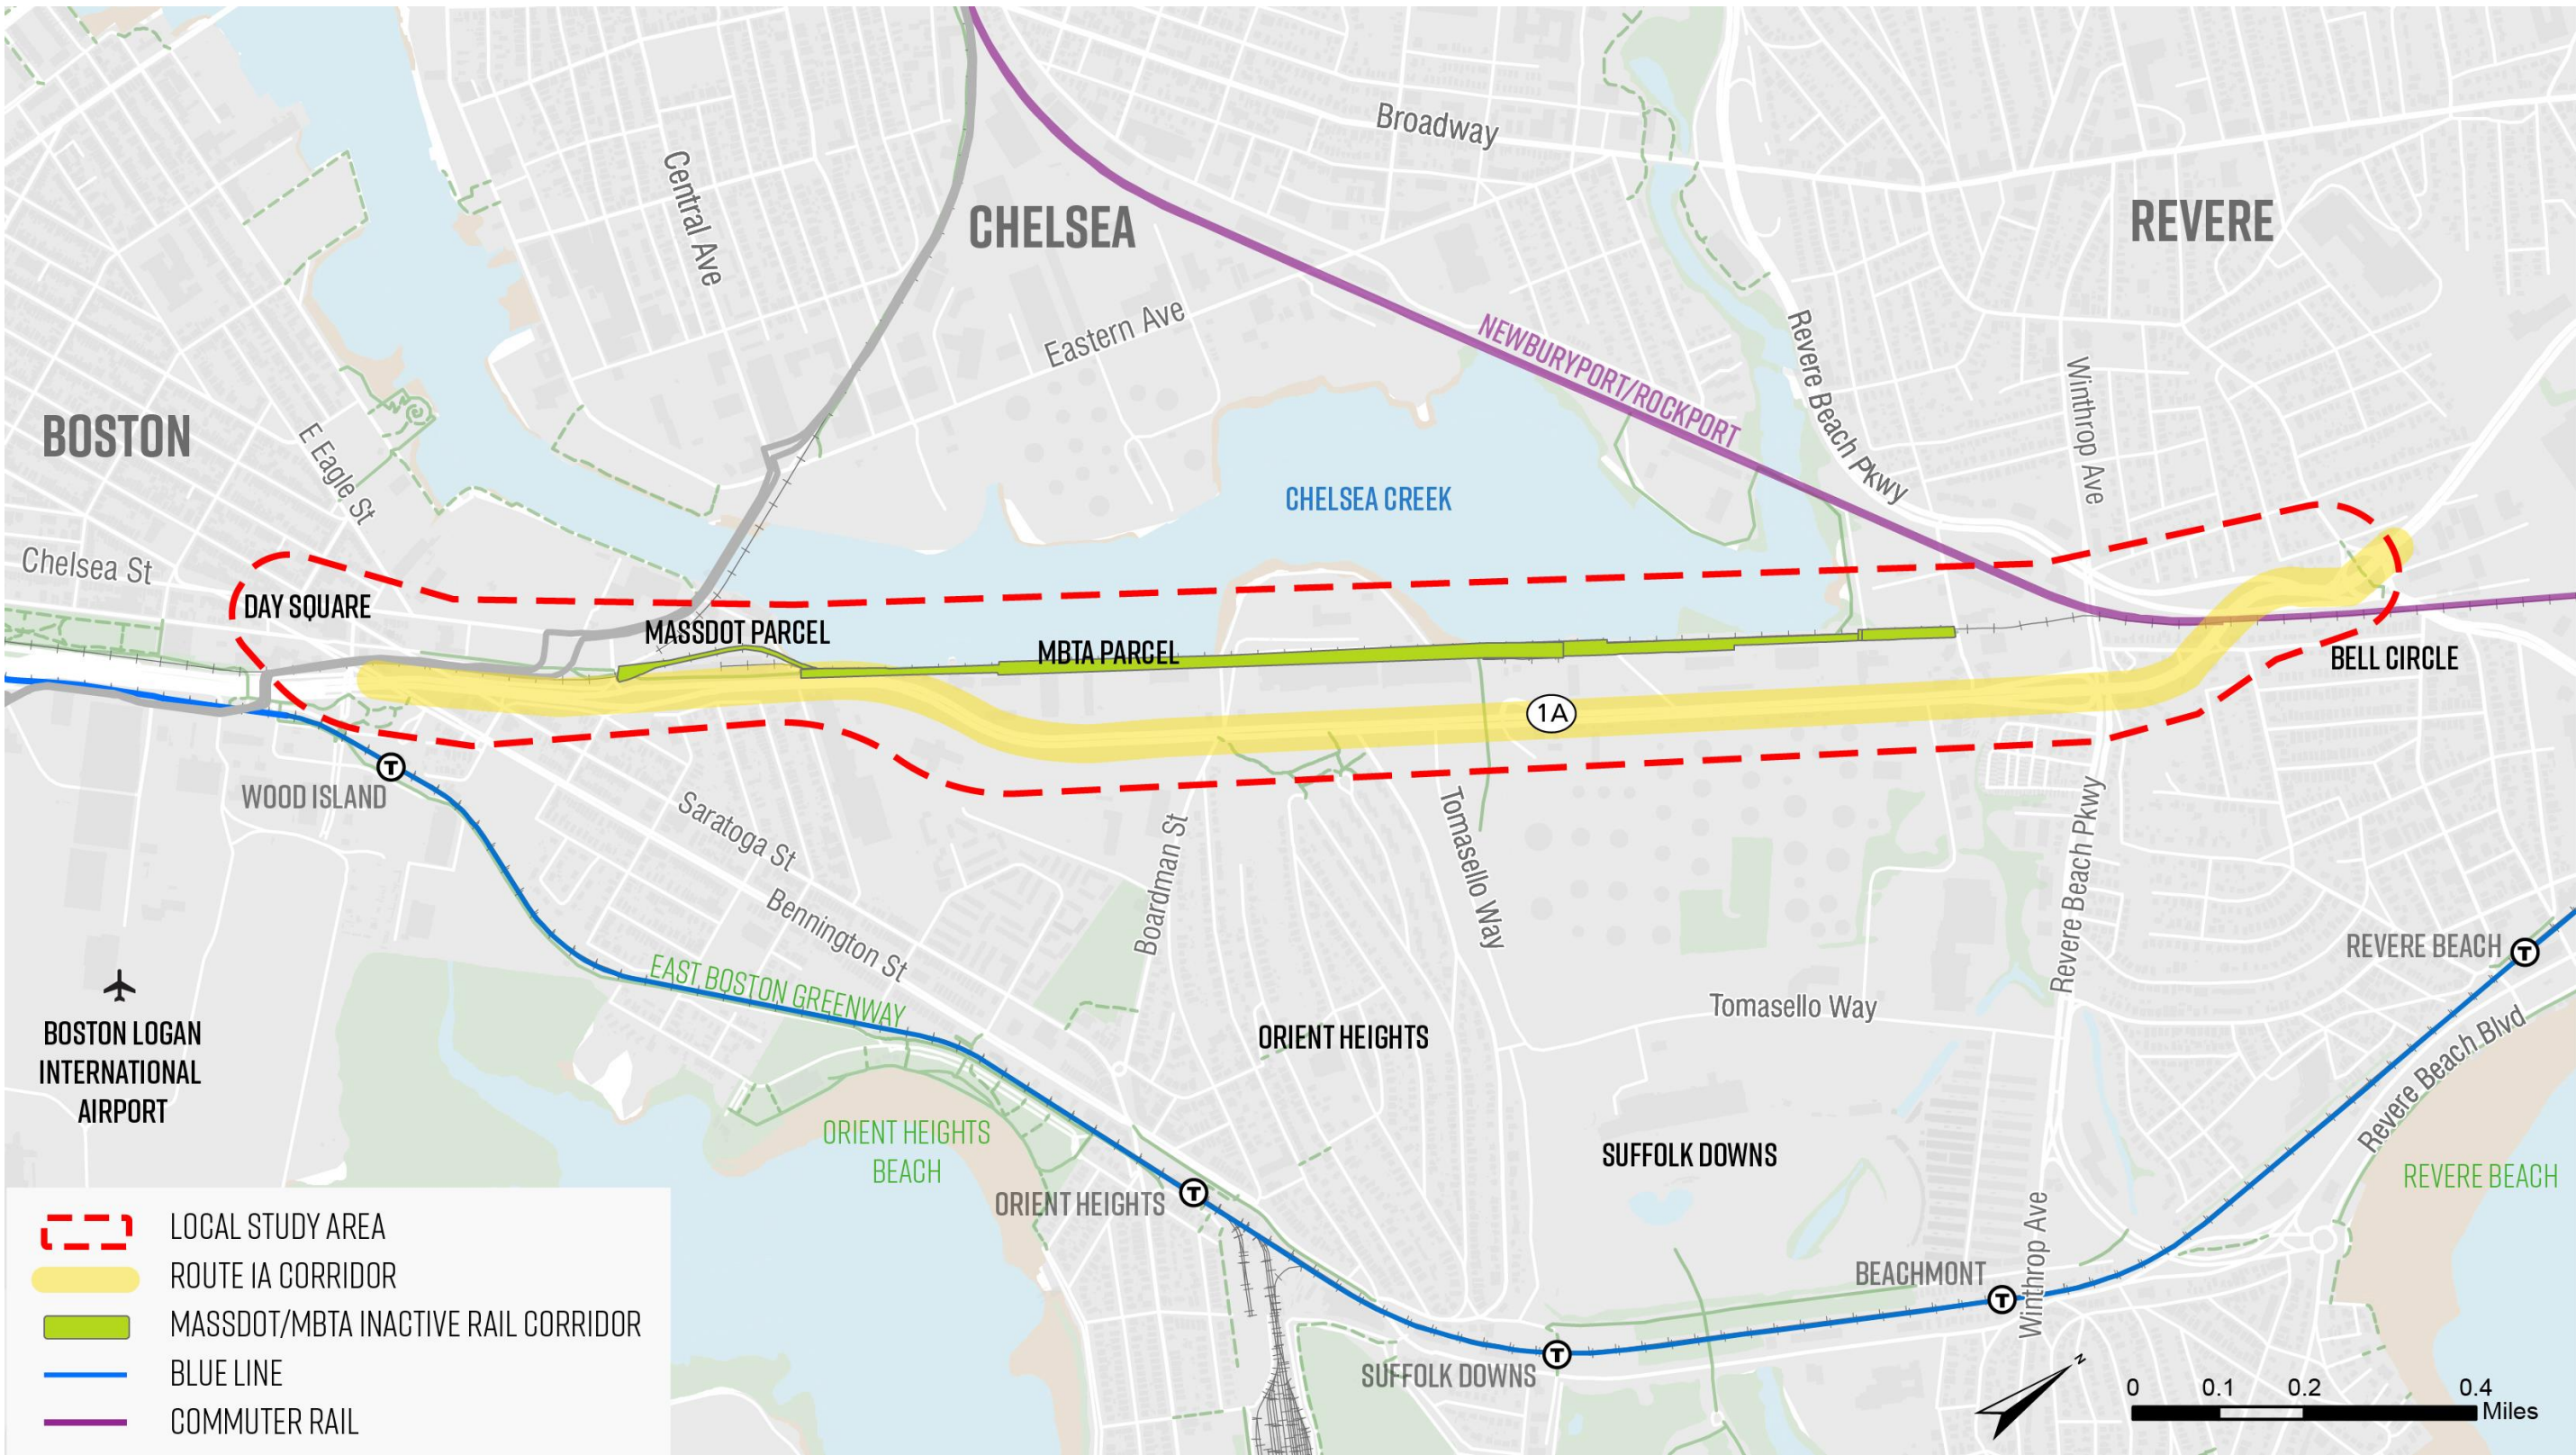 Broadway
Central Ave
CHELSEA
REVERE
Eastern Ave
NEWBURYPORT/ROCKPORT
Revere Beach Pkwy
Winthrop Ave
BOSTON
E Eagle St
CHELSEA CREEK
Chelsea St
DAY SQUARE
MASSDOT PARCEL
MBTA PARCEL
BELL CIRCLE
1A
T
WOOD ISLAND
Saratoga St
Bennington St
Boardman St
Tomasello Way
Revere Beach Pkwy
REVERE BEACH
T
EAST BOSTON GREENWAY
Tomasello Way
BOSTON LOGAN
INTERNATIONAL
AIRPORT
ORIENT HEIGHTS
Revere Beach Blvd
ORIENT HEIGHTS
BEACH
SUFFOLK DOWNS
REVERE BEACH
ORIENT HEIGHTS
T
BEACHMONT
T
Winthrop Ave
SUFFOLK DOWNS
T
LOCAL STUDY AREA
ROUTE 1A CORRIDOR
MASSDOT/MBTA INACTIVE RAIL CORRIDOR
BLUE LINE
COMMUTER RAIL
N
0 0.1 0.2 0.4
Miles